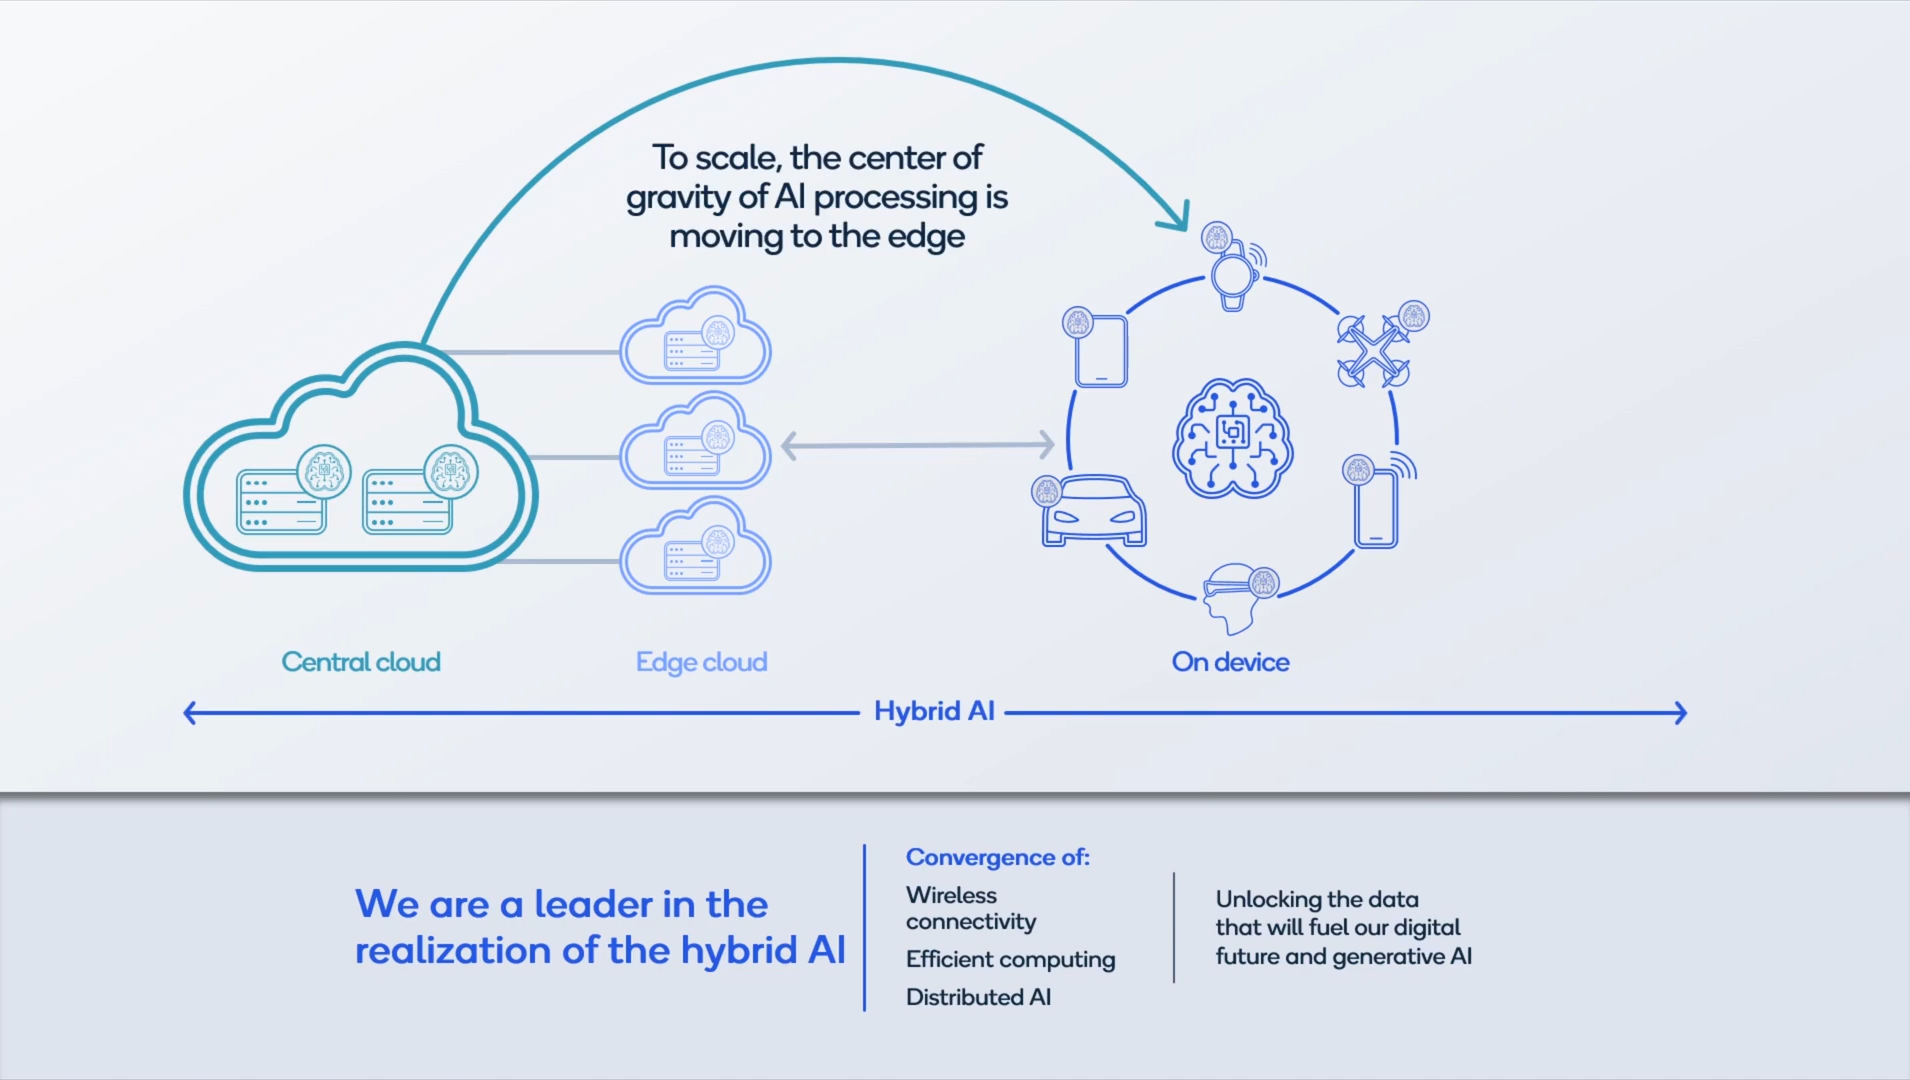 To scale, the center of
gravity of AI processing is
moving to the edge
Central cloud
Edge cloud
On device
Hybrid AI
We are a leader in the
realization of the hybrid AI
Convergence of:
Wireless
connectivity
Efficient computing
Distributed AI
Unlocking the data
that will fuel our digital
future and generative AI